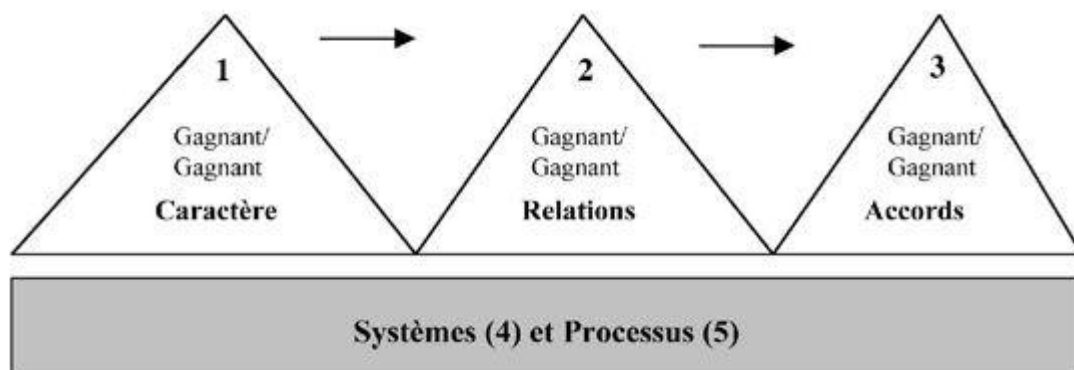 1
Gagnant/
Gagnant
Caractère
2
Gagnant/
Gagnant
Relations
3
Gagnant/
Gagnant
Accords
Systèmes (4) et Processus (5)